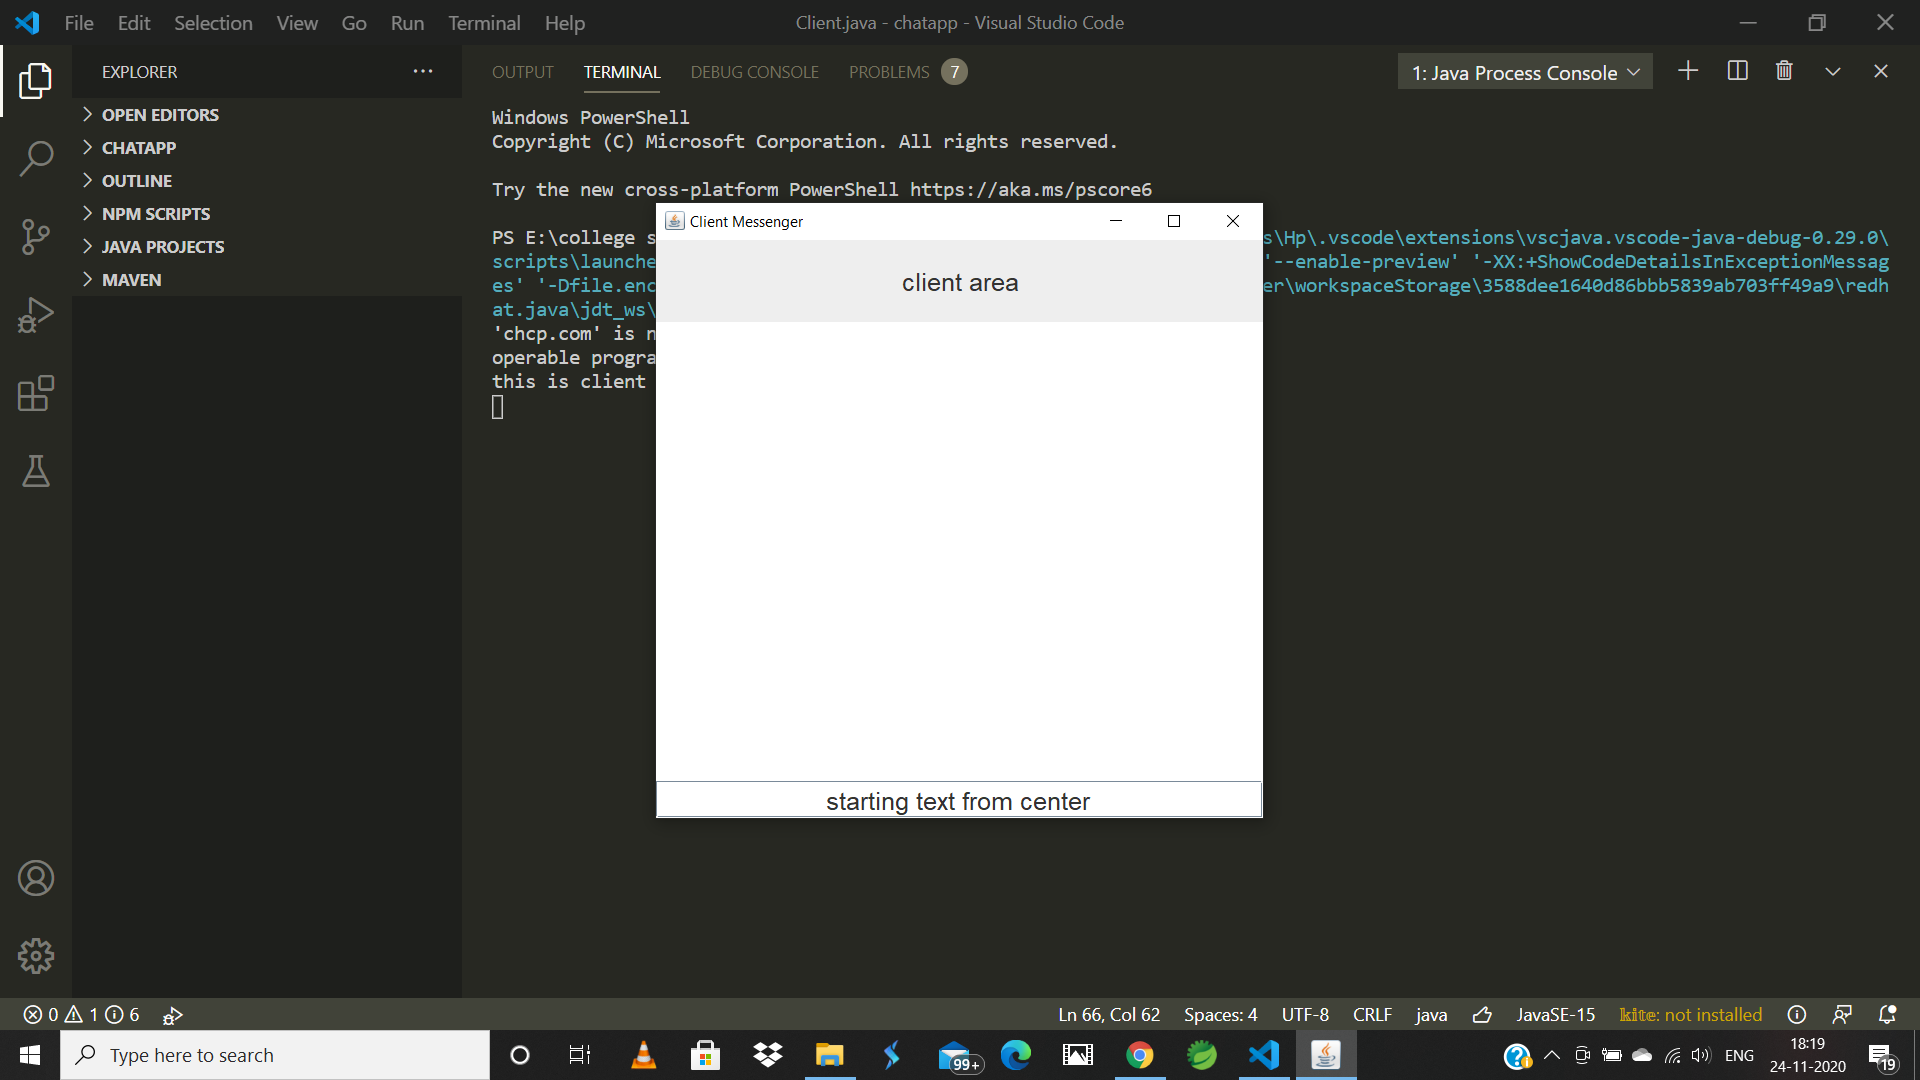 File Edit Selection View Go Run Terminal Help
Client.java - chatapp - Visual Studio Code
EXPLORER
OPEN EDITORS
CHATAPP
OUTLINE
NPM SCRIPTS
JAVA PROJECTS
MAVEN
OUTPUT TERMINAL DEBUG CONSOLE PROBLEMS 7
1: Java Process Console
Windows PowerShell
Copyright (C) Microsoft Corporation. All rights reserved.
Try the new cross-platform PowerShell https://aka.ms/pscore6
PS E:\college s s\Hp\.vscode\extensions\vscjava.vscode-java-debug-0.29.0\
scripts\launche '--enable-preview' '-XX:+ShowCodeDetailsInExceptionMessag
es' '-Dfile.enc er\workspaceStorage\3588dee1640d86bbb5839ab703ff49a9\redh
at.java\jdt_ws\
'chcp.com' is n
operable progra
this is client
Client Messenger
client area
starting text from center
0 1 6
Ln 66, Col 62 Spaces: 4 UTF-8 CRLF java JavaSE-15 kite: not installed
Type here to search
99+
ENG
18:19
24-11-2020
19